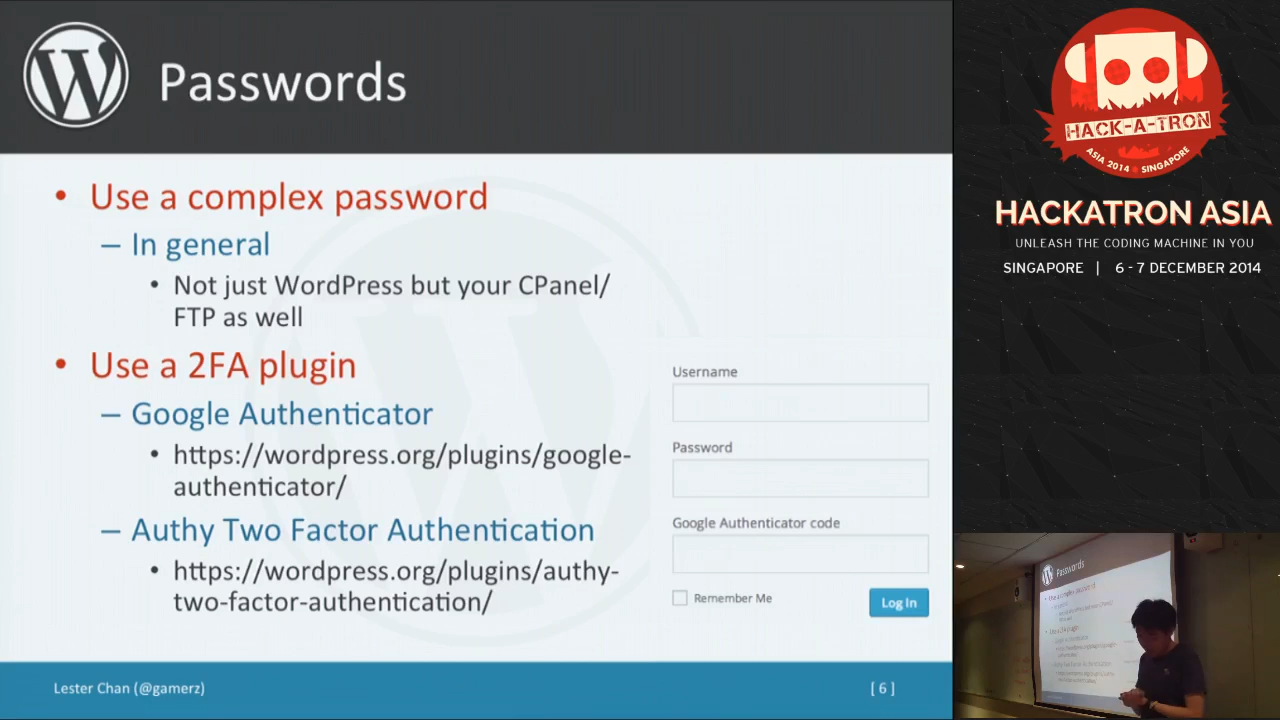 Passwords
• Use a complex password
– In general
• Not just WordPress but your CPanel/
FTP as well
• Use a 2FA plugin
– Google Authenticator
• https://wordpress.org/plugins/google-
authenticator/
– Authy Two Factor Authentication
• https://wordpress.org/plugins/authy-
two-factor-authentication/
Username
Password
Google Authenticator code
Remember Me
Log In
Lester Chan (@gamerz)
[ 6 ]
HACK-A-TRON
ASIA 2014 SINGAPORE
HACKATRON ASIA
UNLEASH THE CODING MACHINE IN YOU
SINGAPORE | 6 - 7 DECEMBER 2014
Passwords